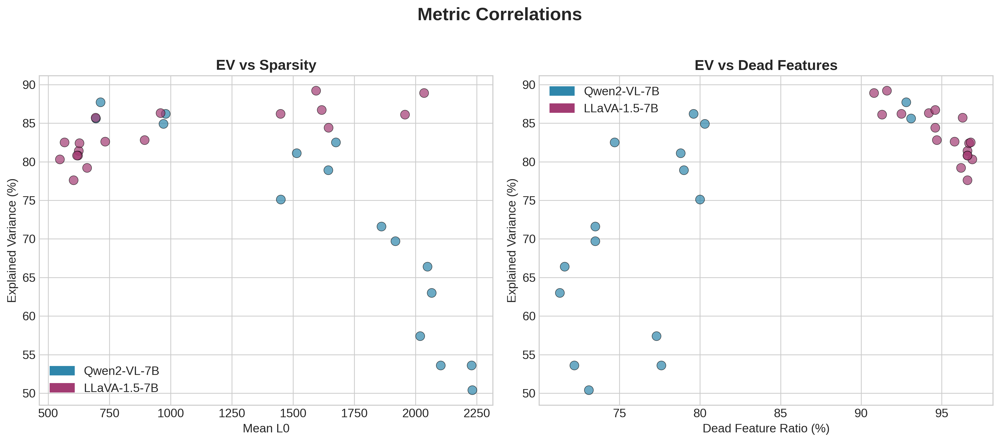 Metric Correlations
EV vs Sparsity
90
85
80
75
70
65
60
55
50
Explained Variance (%)
Qwen2-VL-7B
LLaVA-1.5-7B
500 750 1000 1250 1500 1750 2000 2250
Mean L0
EV vs Dead Features
90
85
80
75
70
65
60
55
50
Explained Variance (%)
Qwen2-VL-7B
LLaVA-1.5-7B
75 80 85 90 95
Dead Feature Ratio (%)